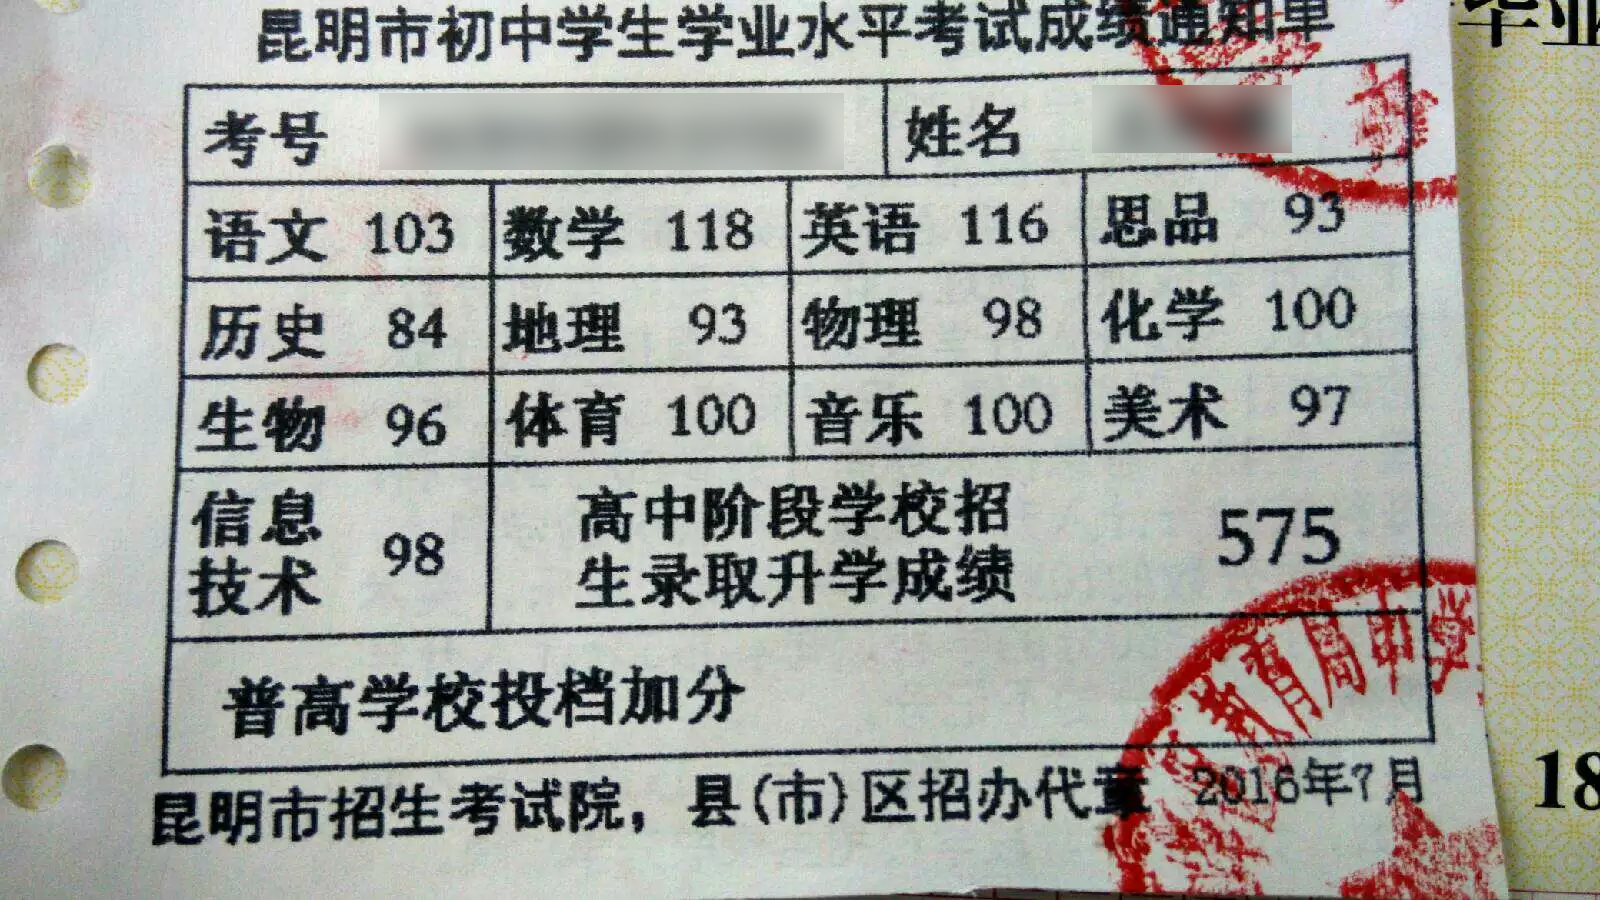 昆明市初中学生学业水平考试成绩通知单
毕业
考号 姓名
语文 103 数学 118 英语 116 思品 93
历史 84 地理 93 物理 98 化学 100
生物 96 体育 100 音乐 100 美术 97
信息
技术 98
高中阶段学校招
生录取升学成绩 575
普高学校投档加分
教育局中学
昆明市招生考试院，县(市)区招办代章 2016年7月
18